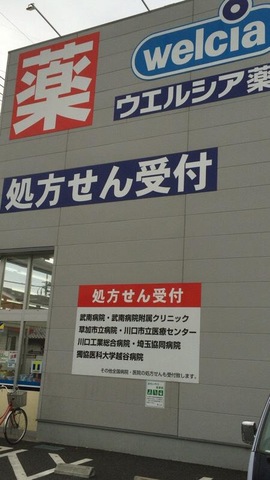 薬
welcia
ウエルシア薬
処方せん受付
処方せん受付
武南病院・武南病院附属クリニック
草加市立病院・川口市立医療センター
川口工業総合病院・埼玉協同病院
獨協医科大学越谷病院
その他全国病院・医院の処方せんも受付致します。